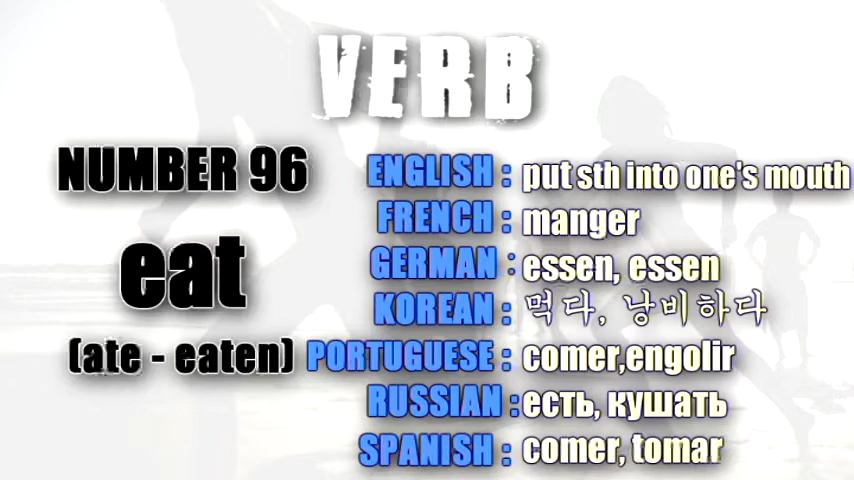 VERB
NUMBER 96
eat
(ate - eaten)
ENGLISH : put sth into one's mouth
FRENCH : manger
GERMAN : essen, essen
KOREAN : 먹다, 낭비하다
PORTUGUESE : comer,engolir
RUSSIAN : есть, кушать
SPANISH : comer, tomar